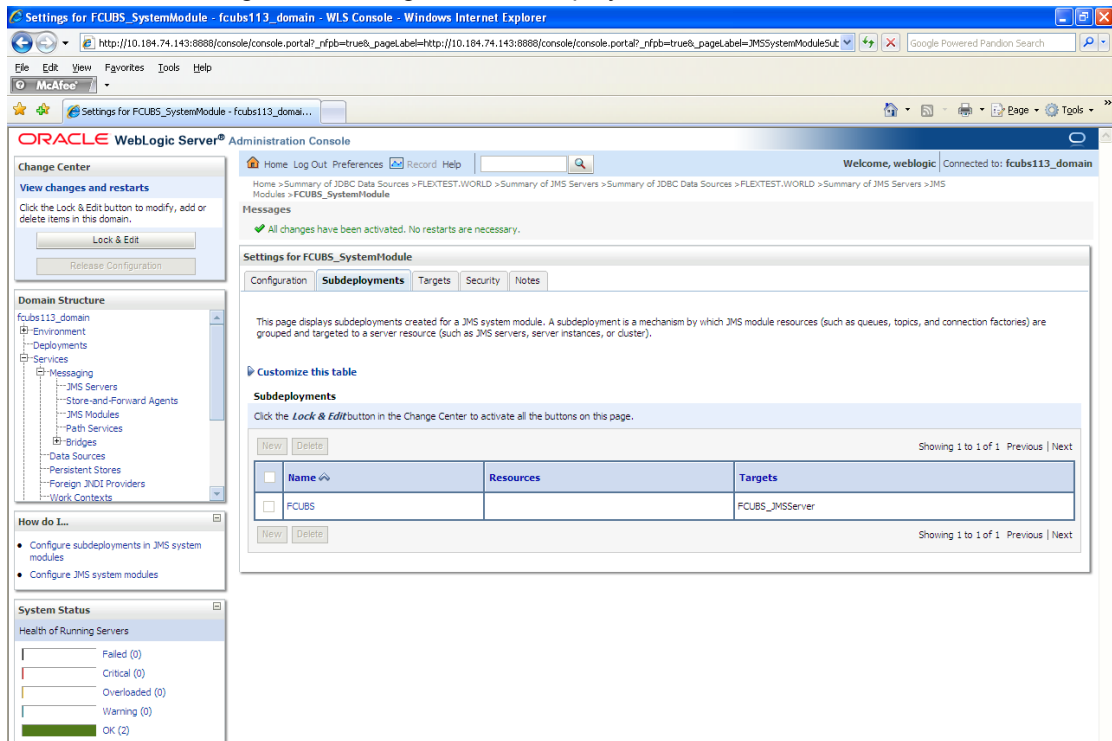 Settings for FCUBS_SystemModule - fcubs113_domain - WLS Console - Windows Internet Explorer
http://10.184.74.143:8888/console/console.portal?_nfpb=true&_pageLabel=http://10.184.74.143:8888/console/console.portal?_nfpb=true&_pageLabel=JMSSystemModuleSub
Google Powered Pandion Search
File Edit View Favorites Tools Help
McAfee
Settings for FCUBS_SystemModule - fcubs113_domai...
Page Tools
ORACLE WebLogic Server® Administration Console
Change Center
View changes and restarts
Click the Lock & Edit button to modify, add or
delete items in this domain.
Lock & Edit
Release Configuration
Domain Structure
fcubs113_domain
Environment
Deployments
Services
Messaging
JMS Servers
Store-and-Forward Agents
JMS Modules
Path Services
Bridges
Data Sources
Persistent Stores
Foreign JNDI Providers
Work Contexts
How do I...
Configure subdeployments in JMS system
modules
Configure JMS system modules
System Status
Health of Running Servers
Failed (0)
Critical (0)
Overloaded (0)
Warning (0)
OK (2)
Home Log Out Preferences Record Help
Welcome, weblogic Connected to: fcubs113_domain
Home >Summary of JDBC Data Sources >FLEXTEST.WORLD >Summary of JMS Servers >Summary of JDBC Data Sources >FLEXTEST.WORLD >Summary of JMS Servers >JMS
Modules >FCUBS_SystemModule
Messages
All changes have been activated. No restarts are necessary.
Settings for FCUBS_SystemModule
Configuration Subdeployments Targets Security Notes
This page displays subdeployments created for a JMS system module. A subdeployment is a mechanism by which JMS module resources (such as queues, topics, and connection factories) are
grouped and targeted to a server resource (such as JMS servers, server instances, or cluster).
Customize this table
Subdeployments
Click the Lock & Edit button in the Change Center to activate all the buttons on this page.
New Delete
Showing 1 to 1 of 1 Previous | Next
Name Resources Targets
FCUBS FCUBS_JMSServer
New Delete
Showing 1 to 1 of 1 Previous | Next